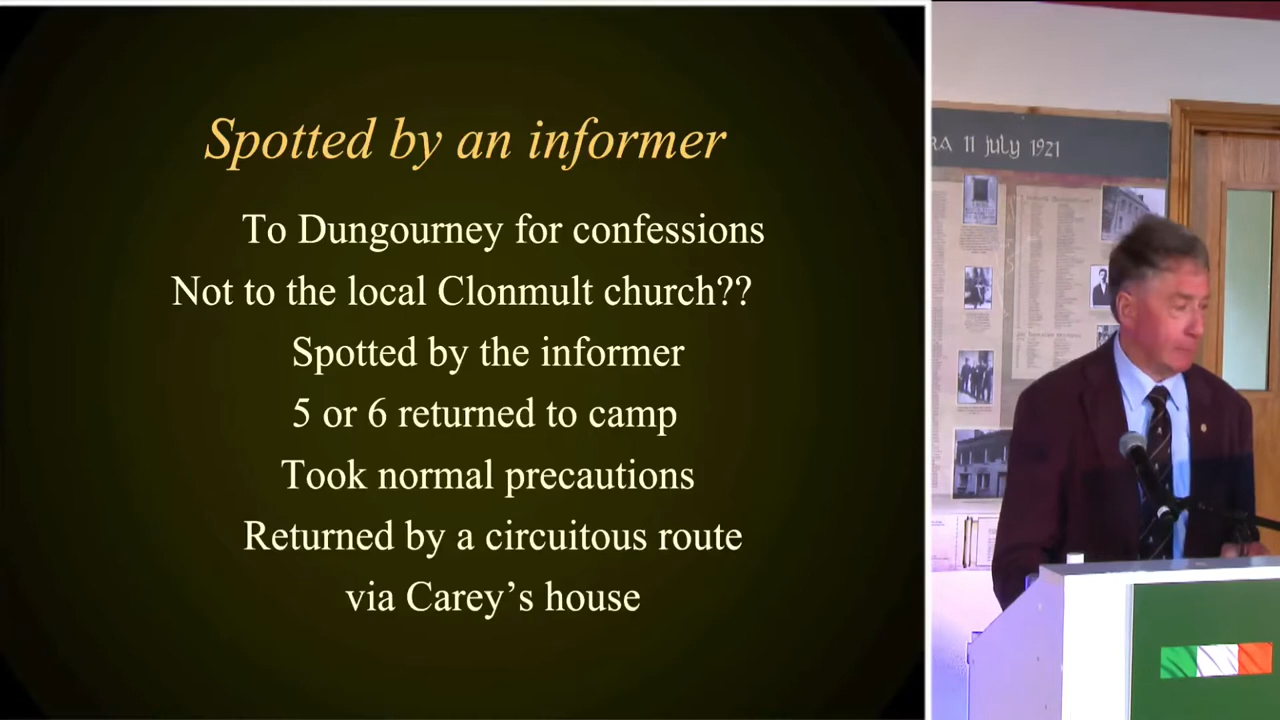 Spotted by an informer
To Dungourney for confessions
Not to the local Clonmult church??
Spotted by the informer
5 or 6 returned to camp
Took normal precautions
Returned by a circuitous route
via Carey’s house
RA 11 july 1921